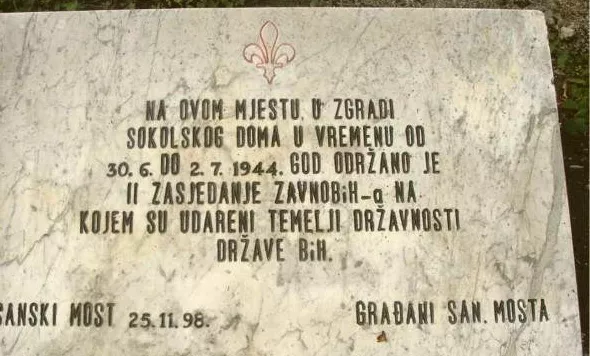 NA OVOM MJESTU U ZGRADI
SOKOLSKOG DOMA U VREMENU OD
30. 6. DO 2. 7. 1944. GOD ODRŽANO JE
II ZASJEDANJE ZAVNOBiH-a NA
KOJEM SU UDARENI TEMELJI DRŽAVNOSTI
DRŽAVE BiH.
SANSKI MOST 25.11.98. GRAĐANI SAN. MOSTA